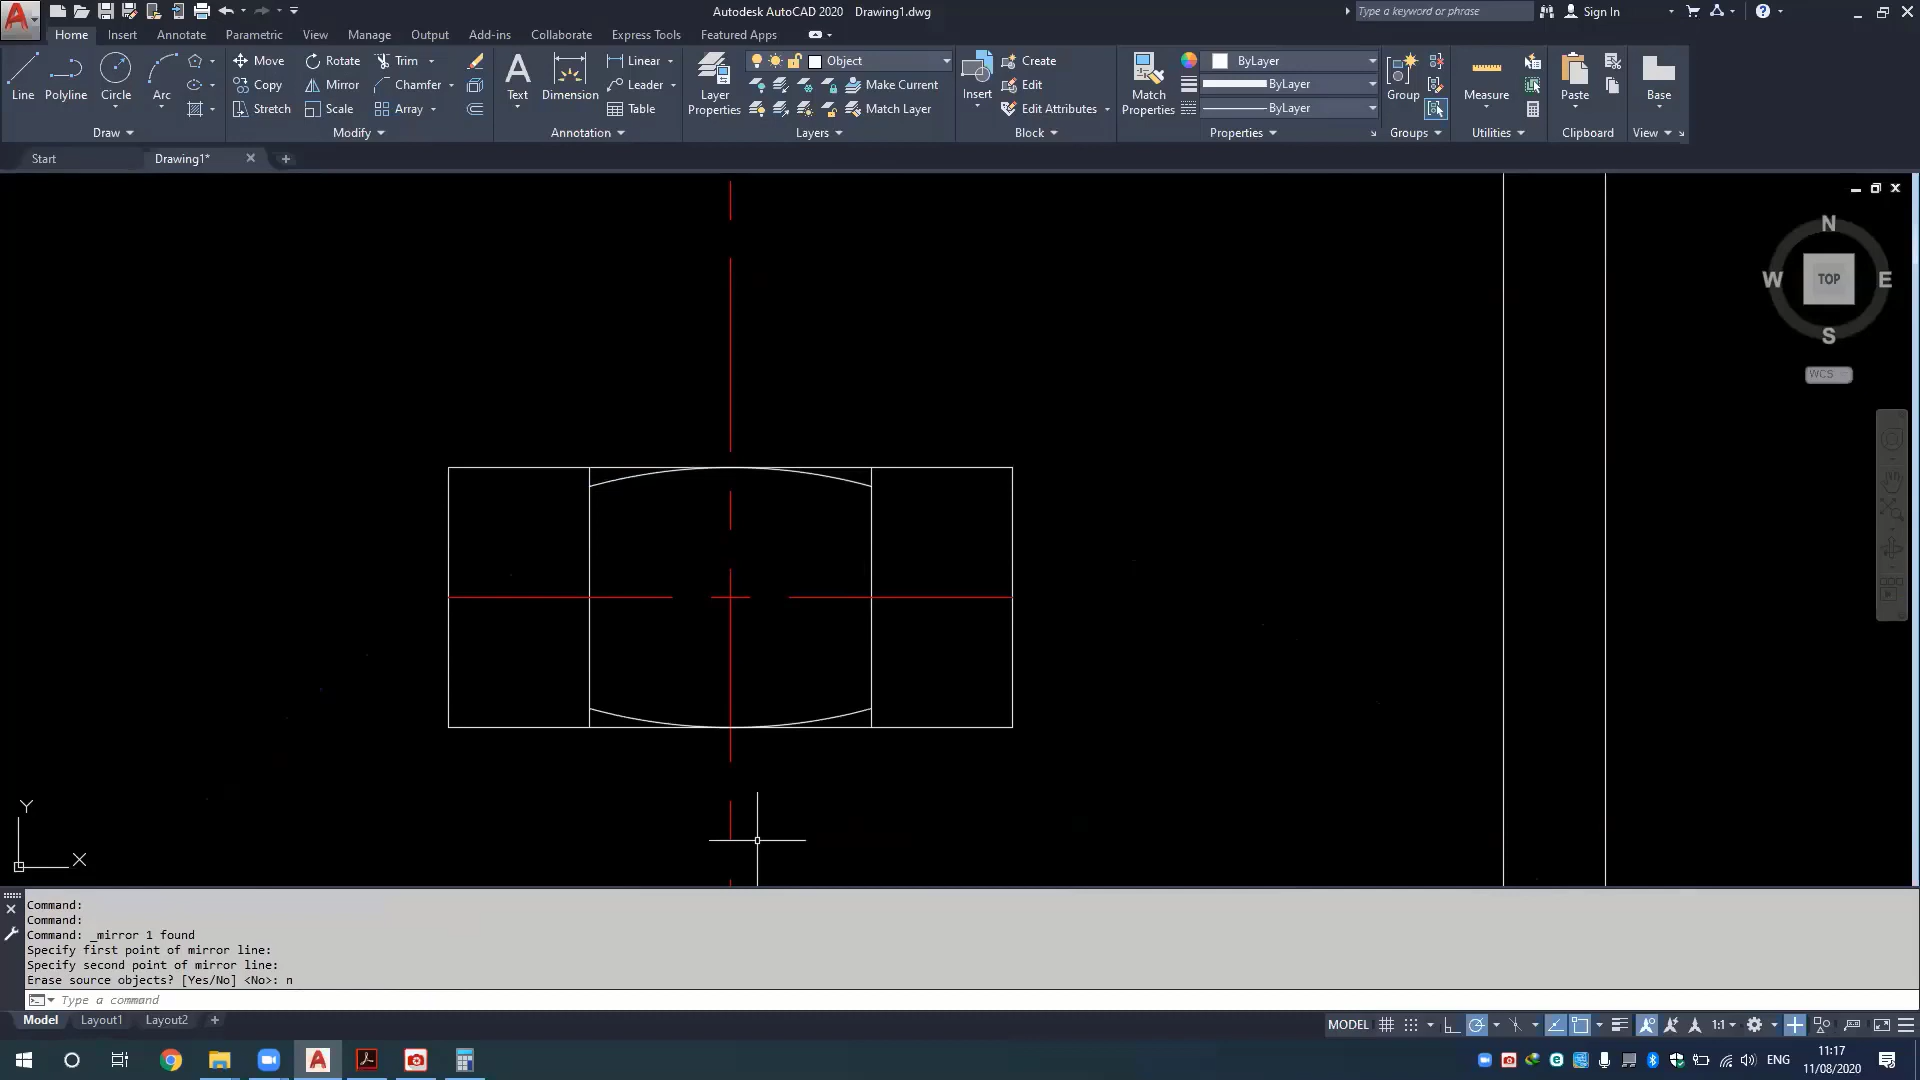 Autodesk AutoCAD 2020 Drawing1.dwg
Type a keyword or phrase
Sign In
Home Insert Annotate Parametric View Manage Output Add-ins Collaborate Express Tools Featured Apps
Line Polyline Circle Arc
Move Rotate Trim
Copy Mirror Chamfer
Stretch Scale Array
Text Dimension
Linear
Leader
Table
Layer Properties
Object
Make Current
Match Layer
Insert
Create
Edit
Edit Attributes
Match Properties
ByLayer
ByLayer
ByLayer
Group Measure Paste Base
Draw Modify Annotation Layers Block Properties Groups Utilities Clipboard View
Start Drawing1*
N
W TOP E
S
WCS
Y
X
Command:
Command:
Command: _mirror 1 found
Specify first point of mirror line:
Specify second point of mirror line:
Erase source objects? [Yes/No] <No>: n
Type a command
Model Layout1 Layout2
MODEL 1:1
ENG
11:17
11/08/2020